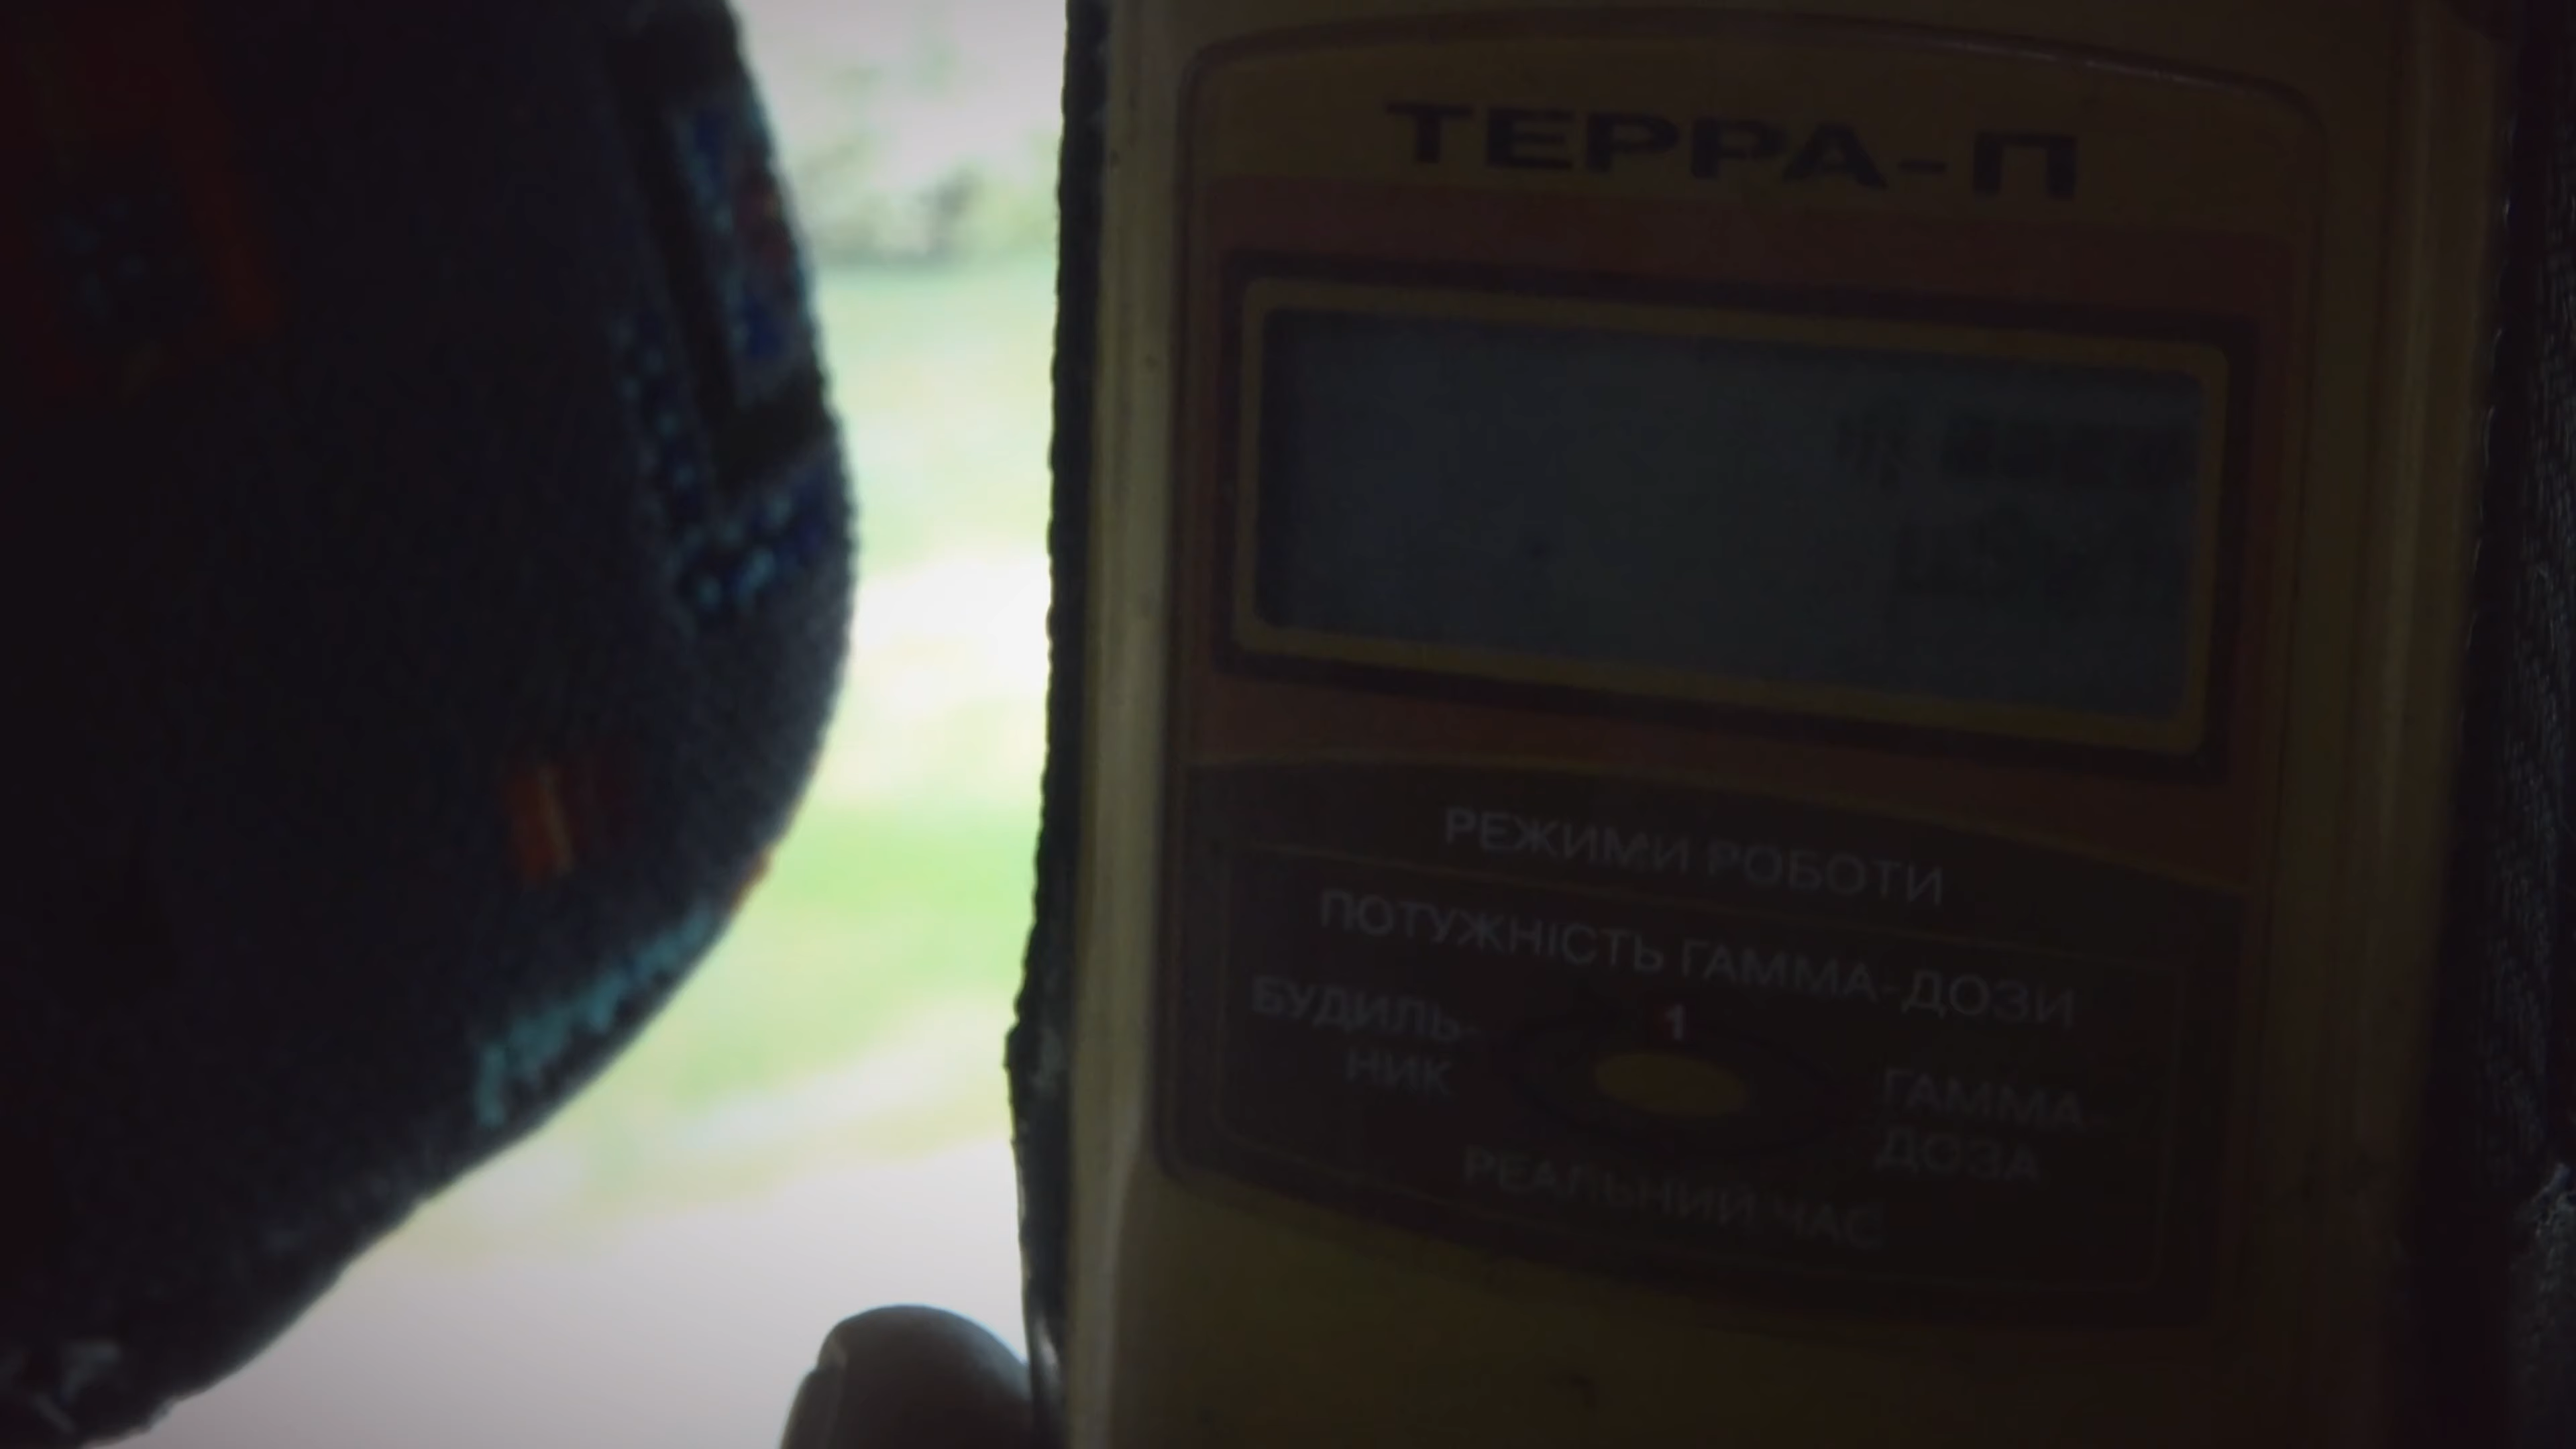 ТЕРРА-П
РЕЖИМИ РОБОТИ
ПОТУЖНІСТЬ ГАММА-ДОЗИ
1
БУДИЛЬ-
НИК
ГАММА-
ДОЗА
РЕАЛЬНИЙ ЧАС